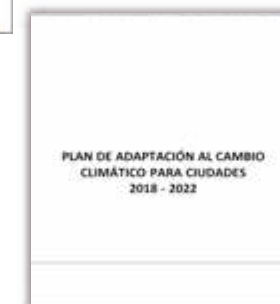 PLAN DE ADAPTACIÓN AL CAMBIO
CLIMÁTICO PARA CIUDADES
2018 - 2022